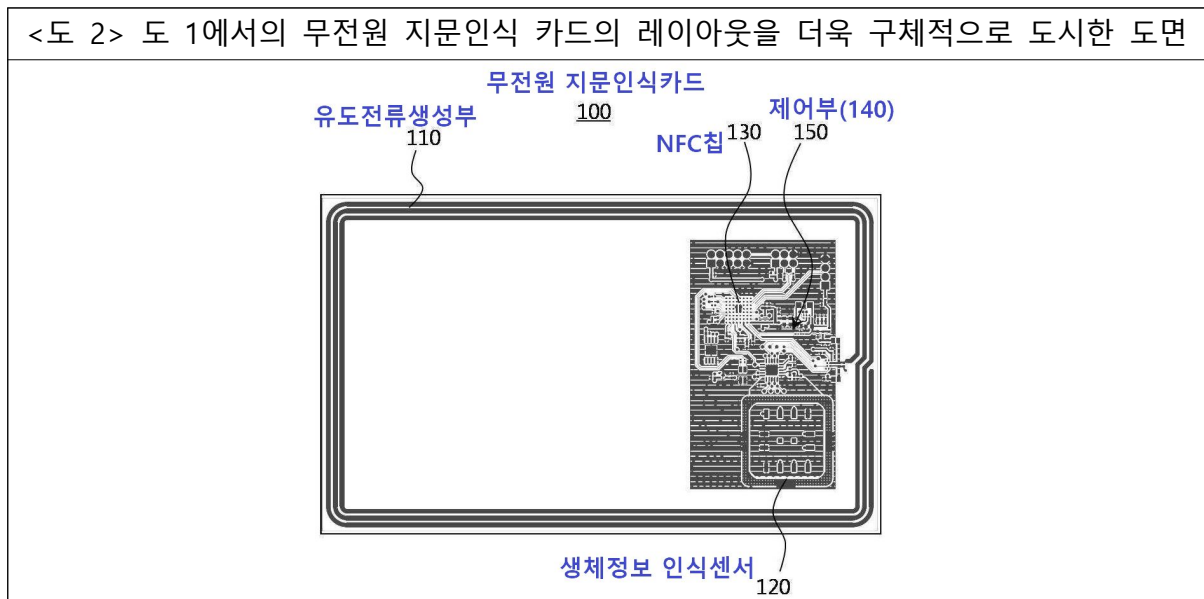 <도 2> 도 1에서의 무전원 지문인식 카드의 레이아웃을 더욱 구체적으로 도시한 도면
무전원 지문인식카드
100
유도전류생성부
110
NFC칩
130
제어부(140)
150
생체정보 인식센서
120